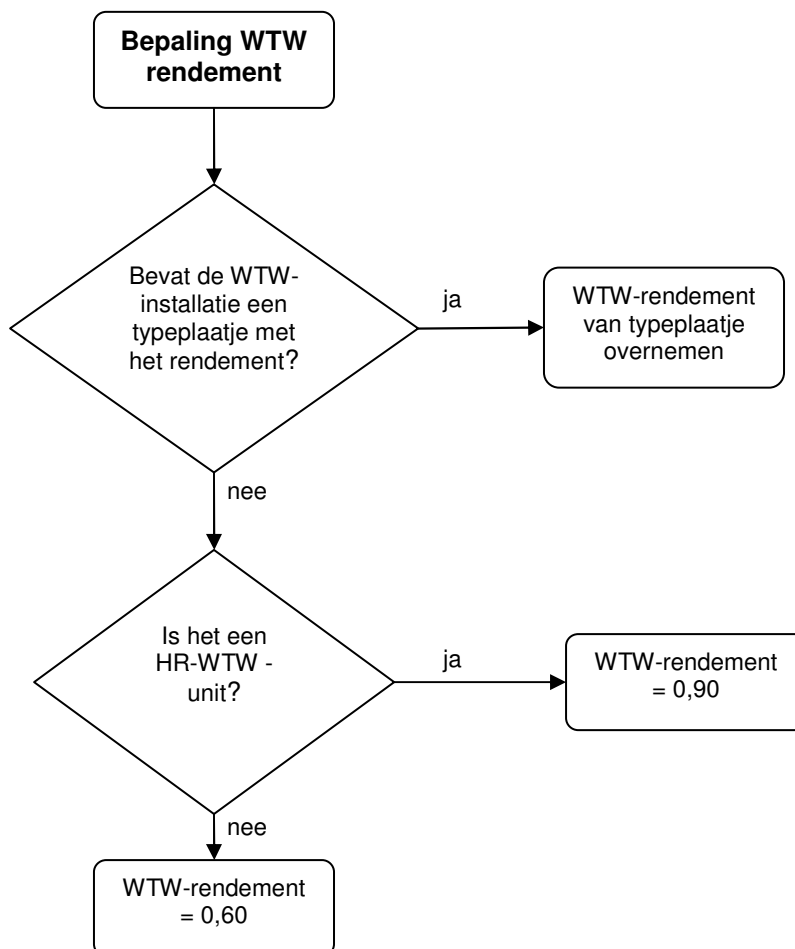 Bepaling WTW
rendement
Bevat de WTW-
installatie een
typeplaatje met
het rendement?
ja
WTW-rendement
van typeplaatje
overnemen
nee
Is het een
HR-WTW -
unit?
ja
WTW-rendement
= 0,90
nee
WTW-rendement
= 0,60